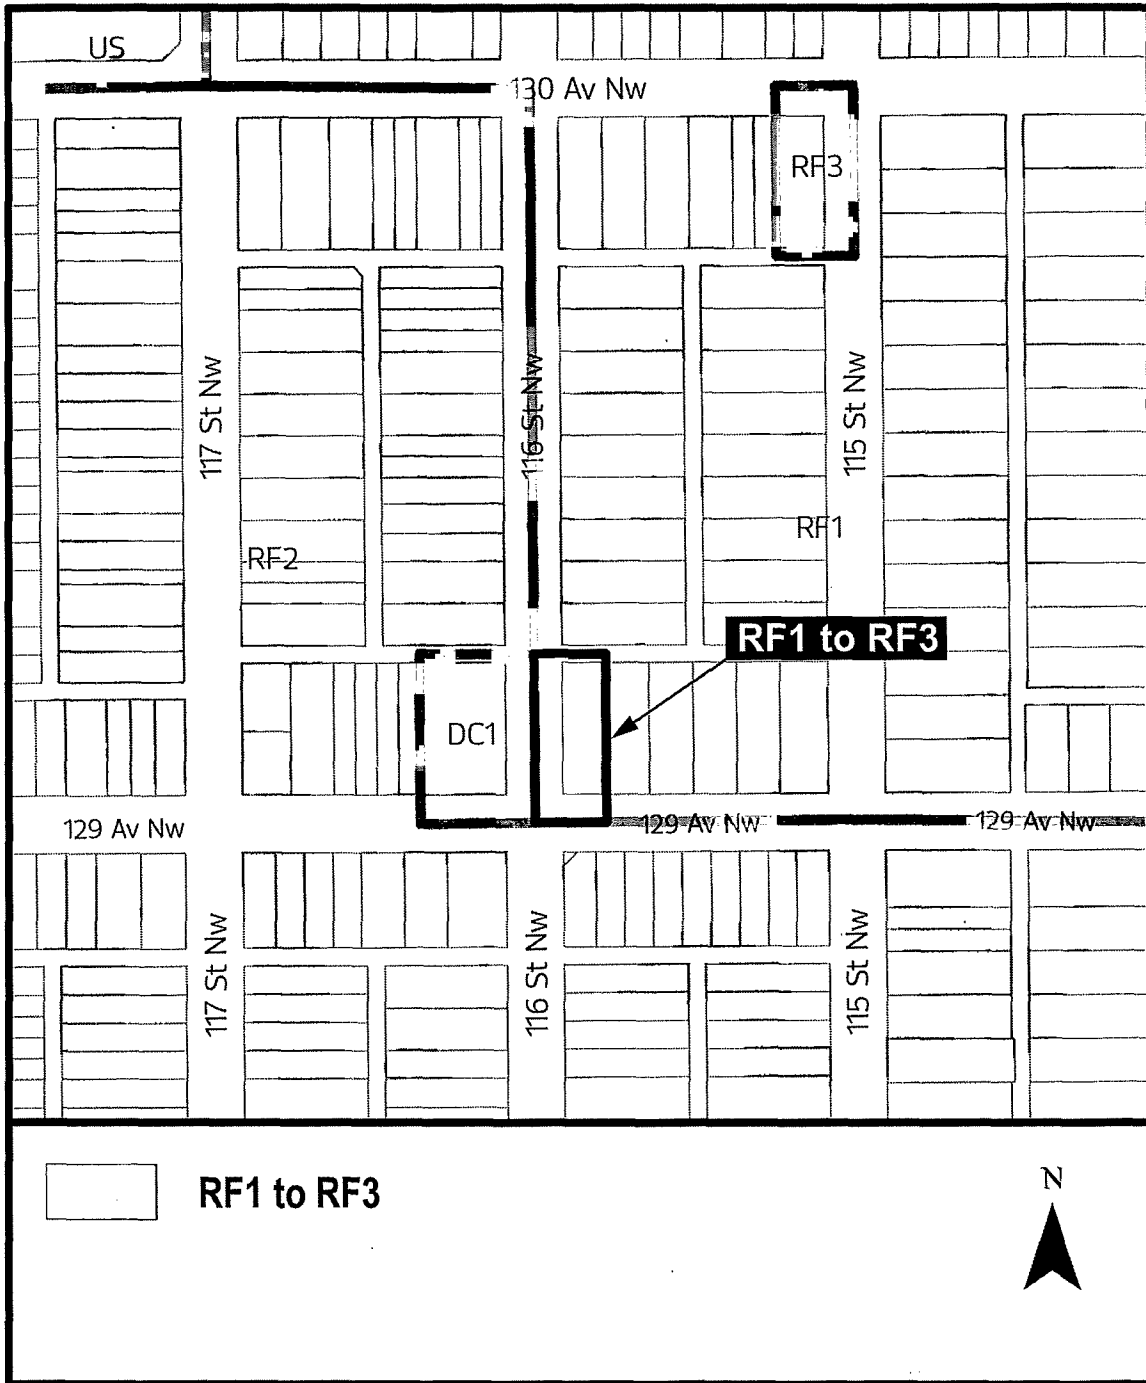 US
130 Av Nw
RF3
117 St Nw
116 St Nw
115 St Nw
RF1
RF2
RF1 to RF3
DC1
129 Av Nw
129 Av Nw
129 Av Nw
117 St Nw
116 St Nw
115 St Nw
RF1 to RF3
N